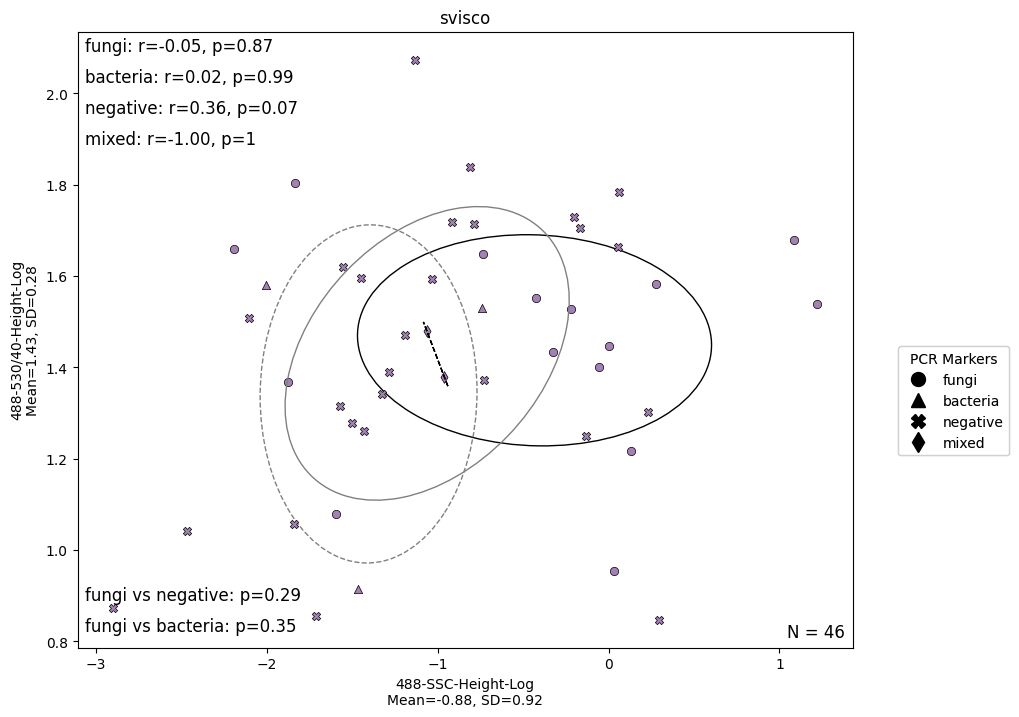 svisco
fungi: r=-0.05, p=0.87
bacteria: r=0.02, p=0.99
negative: r=0.36, p=0.07
mixed: r=-1.00, p=1
2.0
1.8
1.6
1.4
1.2
1.0
0.8
488-530/40-Height-Log
Mean=1.43, SD=0.28
fungi vs negative: p=0.29
fungi vs bacteria: p=0.35
N = 46
−3
−2
−1
0
1
488-SSC-Height-Log
Mean=-0.88, SD=0.92
PCR Markers
fungi
bacteria
negative
mixed